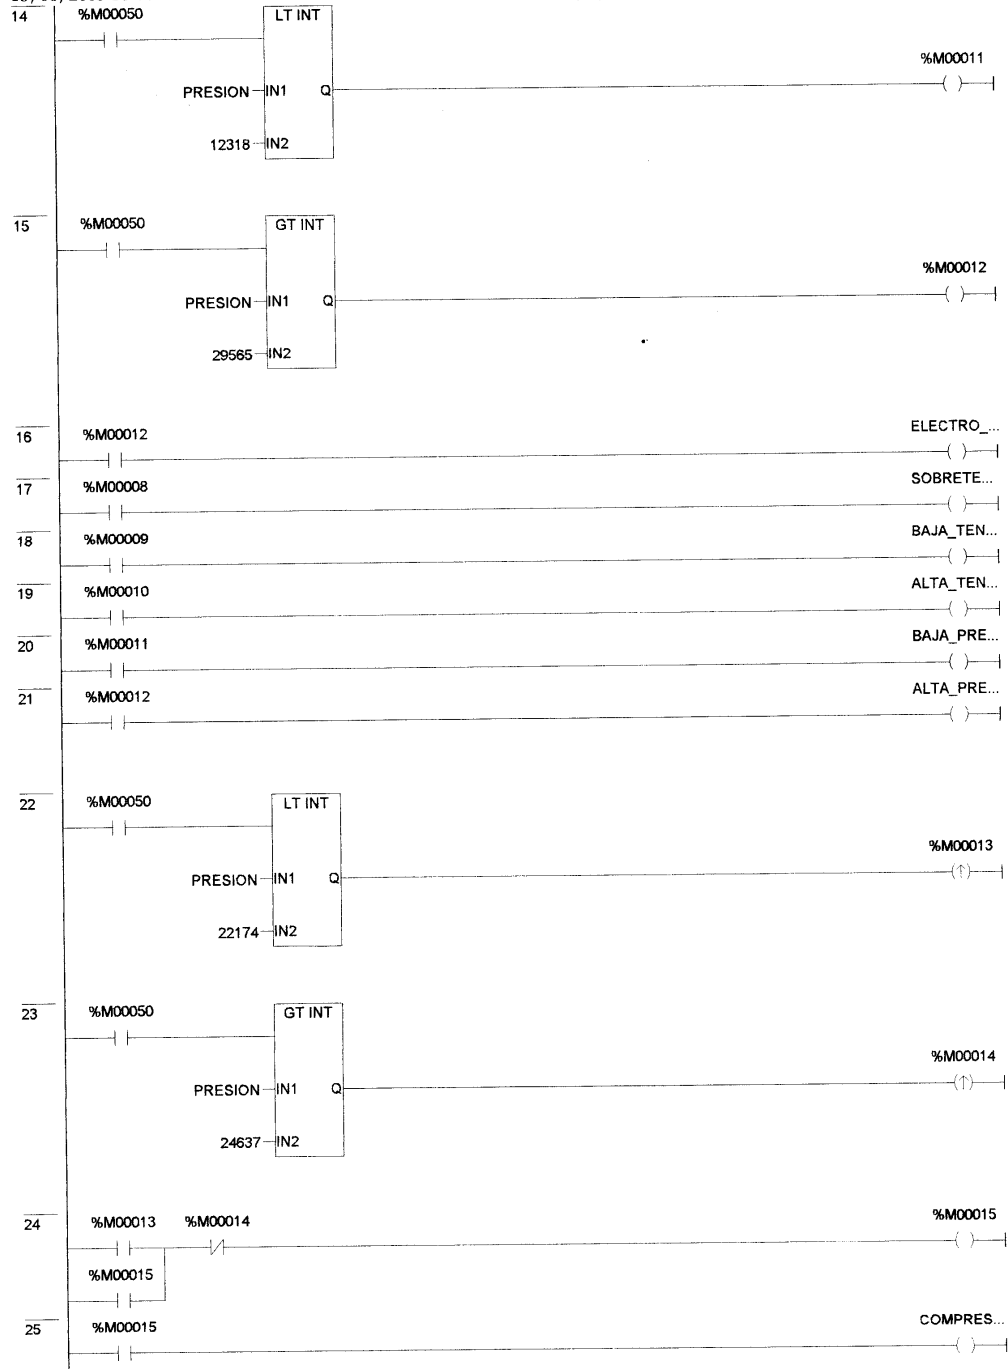 14
%M00050
LT INT
%M00011
PRESION IN1 Q
12318 IN2
15
%M00050
GT INT
%M00012
PRESION IN1 Q
29565 IN2
16
%M00012
ELECTRO_...
17
%M00008
SOBRETE...
18
%M00009
BAJA_TEN...
19
%M00010
ALTA_TEN...
20
%M00011
BAJA_PRE...
21
%M00012
ALTA_PRE...
22
%M00050
LT INT
%M00013
PRESION IN1 Q
22174 IN2
23
%M00050
GT INT
%M00014
PRESION IN1 Q
24637 IN2
24
%M00013 %M00014
%M00015
%M00015
25
%M00015
COMPRES...